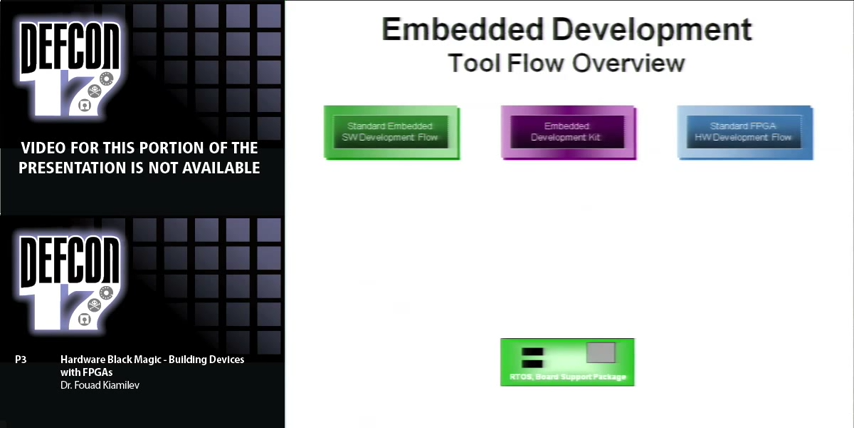 DEFCON
17
VIDEO FOR THIS PORTION OF THE
PRESENTATION IS NOT AVAILABLE
DEFCON
17
P3 Hardware Black Magic - Building Devices
with FPGAs
Dr. Fouad Kiamilev
Embedded Development
Tool Flow Overview
Standard Embedded
SW Development Flow
Embedded
Development Kit
Standard FPGA
HW Development Flow
RTOS, Board Support Package